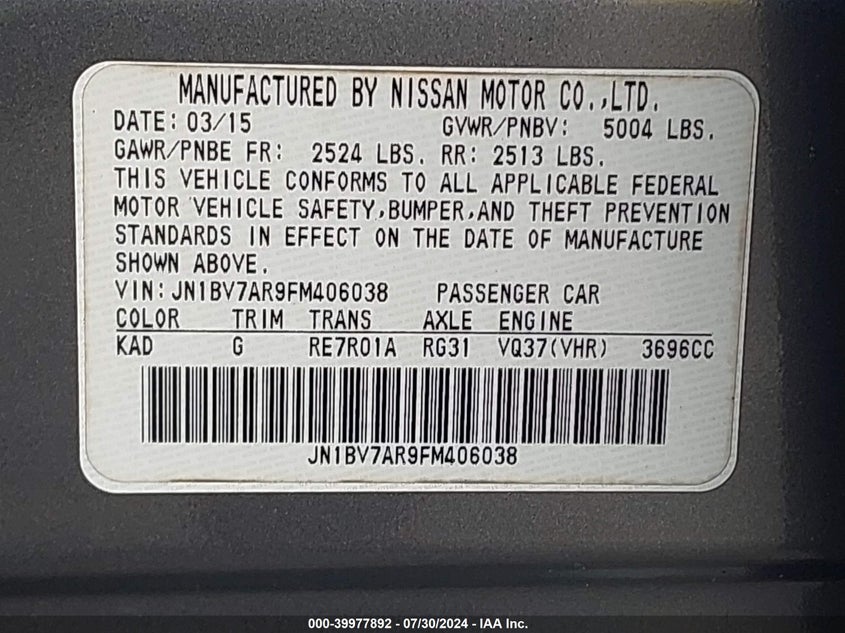 MANUFACTURED BY NISSAN MOTOR CO.,LTD.
DATE: 03/15 GVWR/PNBV: 5004 LBS.
GAWR/PNBE FR: 2524 LBS. RR: 2513 LBS.
THIS VEHICLE CONFORMS TO ALL APPLICABLE FEDERAL
MOTOR VEHICLE SAFETY,BUMPER,AND THEFT PREVENTION
STANDARDS IN EFFECT ON THE DATE OF MANUFACTURE
SHOWN ABOVE.
VIN: JN1BV7AR9FM406038 PASSENGER CAR
COLOR TRIM TRANS AXLE ENGINE
KAD G RE7R01A RG31 VQ37(VHR) 3696CC
JN1BV7AR9FM406038
000-39977892 - 07/30/2024 - IAA Inc.